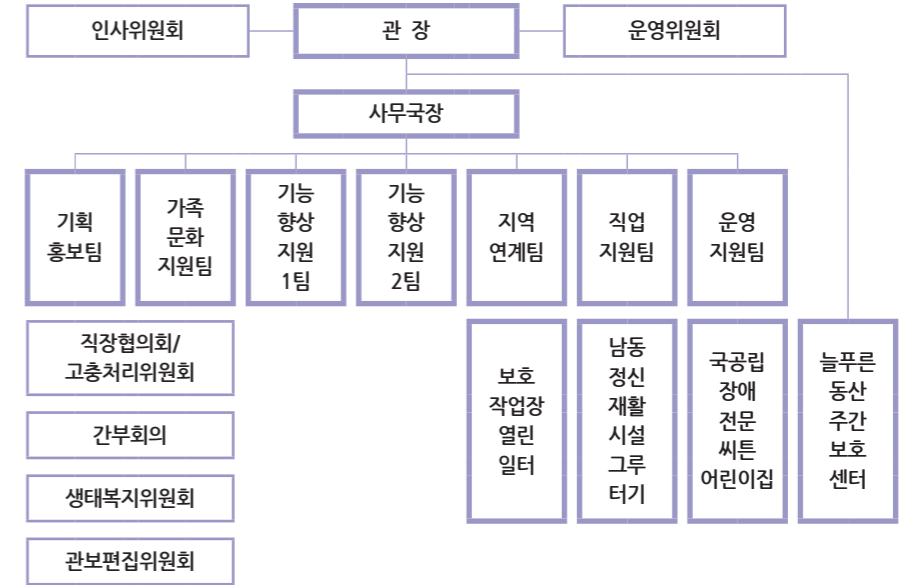 인사위원회
관 장
운영위원회
사무국장
기획
홍보팀
가족
문화
지원팀
기능
향상
지원
1팀
기능
향상
지원
2팀
지역
연계팀
직업
지원팀
운영
지원팀
직장협의회/
고충처리위원회
간부회의
생태복지위원회
관보편집위원회
보호
작업장
열린
일터
남동
정신
재활
시설
그루
터기
국공립
장애
전문
씨튼
어린이집
늘푸른
동산
주간
보호
센터